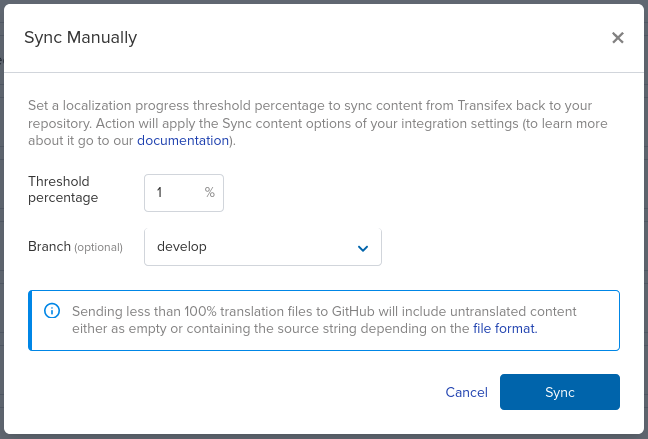 Sync Manually
Set a localization progress threshold percentage to sync content from Transifex back to your
repository. Action will apply the Sync content options of your integration settings (to learn more
about it go to our documentation).
Threshold
percentage
1 %
Branch (optional)
develop
Sending less than 100% translation files to GitHub will include untranslated content
either as empty or containing the source string depending on the file format.
Cancel
Sync